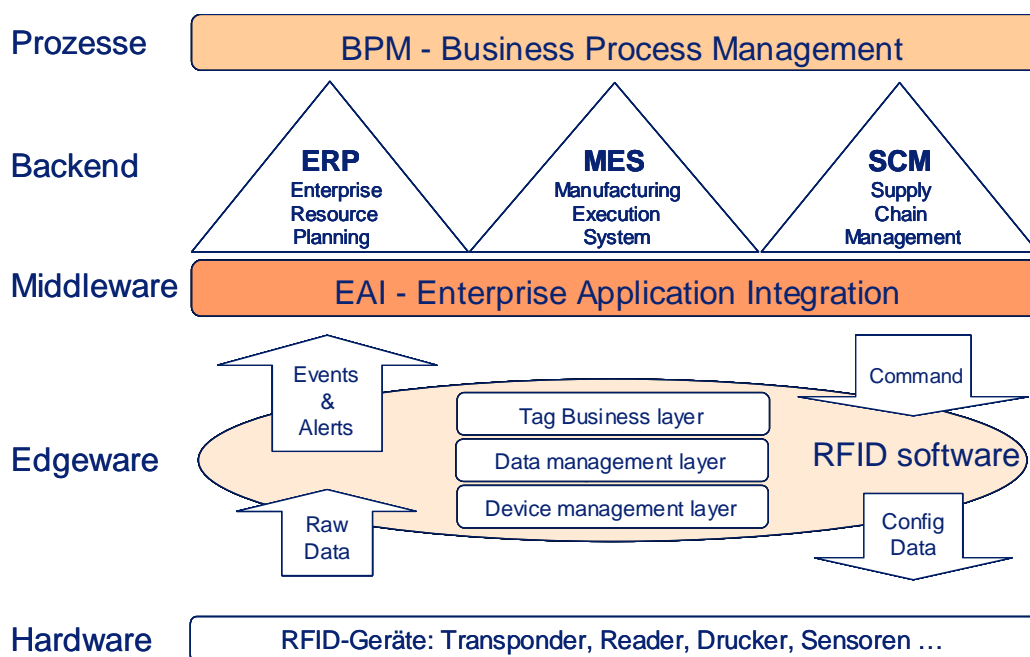 Prozesse
BPM - Business Process Management
Backend
ERP
Enterprise
Resource
Planning
MES
Manufacturing
Execution
System
SCM
Supply
Chain
Management
Middleware
EAI - Enterprise Application Integration
Events
&
Alerts
Command
Tag Business layer
Edgeware
Data management layer
RFID software
Device management layer
Raw
Data
Config
Data
Hardware
RFID-Geräte: Transponder, Reader, Drucker, Sensoren …